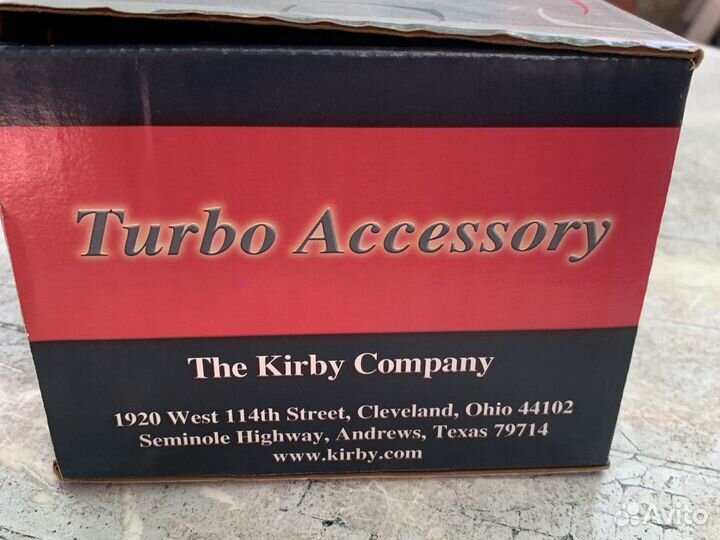 Turbo Accessory
The Kirby Company
1920 West 114th Street, Cleveland, Ohio 44102
Seminole Highway, Andrews, Texas 79714
www.kirby.com
Avito